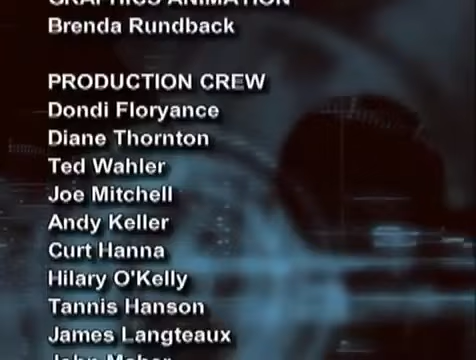 GRAPHICS ANIMATION
Brenda Rundback
PRODUCTION CREW
Dondi Floryance
Diane Thornton
Ted Wahler
Joe Mitchell
Andy Keller
Curt Hanna
Hilary O'Kelly
Tannis Hanson
James Langteaux
John